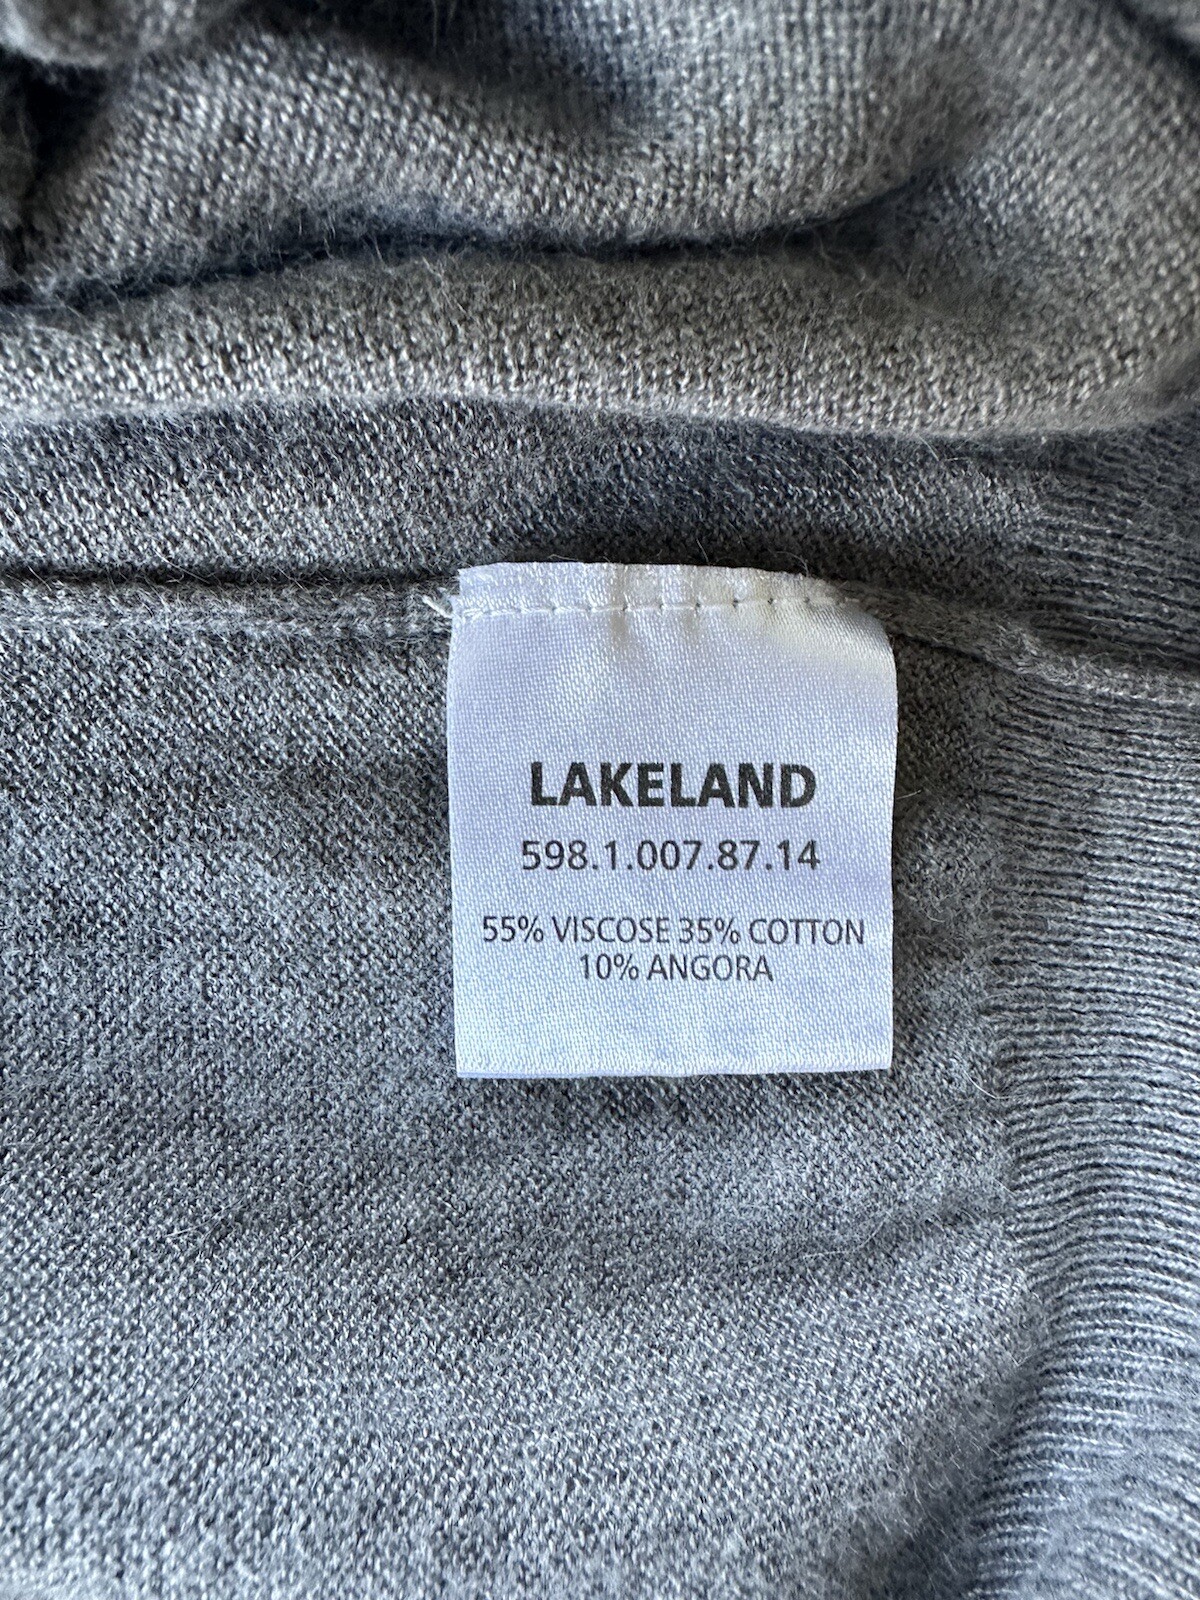 LAKELAND
598.1.007.87.14
55% VISCOSE 35% COTTON
10% ANGORA